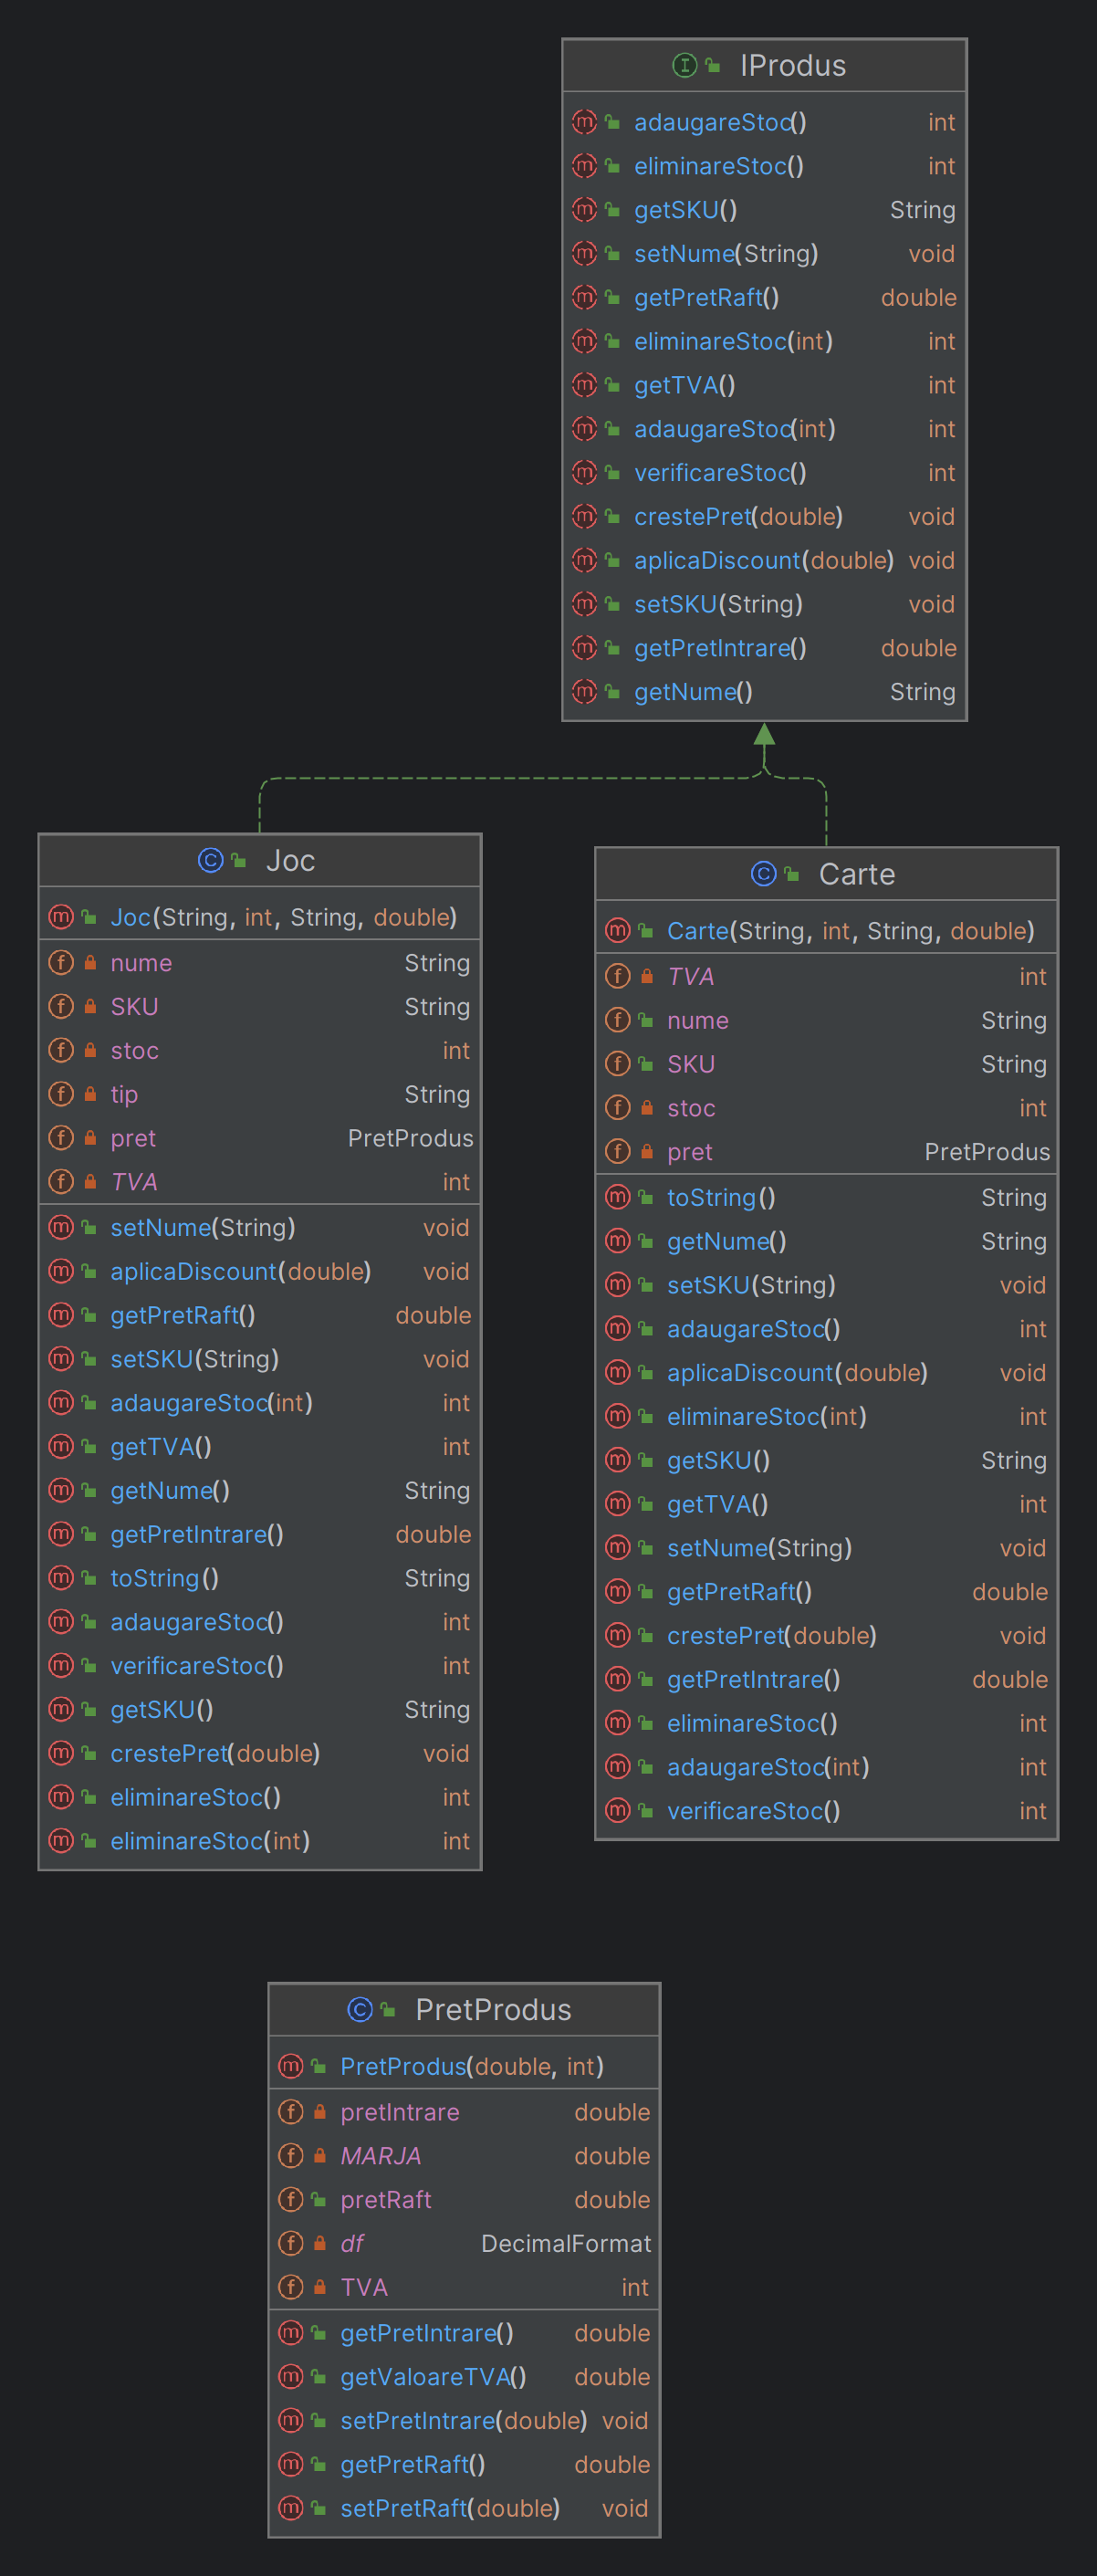 IProdus
adaugareStoc() int
eliminareStoc() int
getSKU() String
setNume(String) void
getPretRaft() double
eliminareStoc(int) int
getTVA() int
adaugareStoc(int) int
verificareStoc() int
crestePret(double) void
aplicaDiscount(double) void
setSKU(String) void
getPretIntrare() double
getNume() String
Joc
Joc(String, int, String, double)
nume String
SKU String
stoc int
tip String
pret PretProdus
TVA int
setNume(String) void
aplicaDiscount(double) void
getPretRaft() double
setSKU(String) void
adaugareStoc(int) int
getTVA() int
getNume() String
getPretIntrare() double
toString() String
adaugareStoc() int
verificareStoc() int
getSKU() String
crestePret(double) void
eliminareStoc() int
eliminareStoc(int) int
Carte
Carte(String, int, String, double)
TVA int
nume String
SKU String
stoc int
pret PretProdus
toString() String
getNume() String
setSKU(String) void
adaugareStoc() int
aplicaDiscount(double) void
eliminareStoc(int) int
getSKU() String
getTVA() int
setNume(String) void
getPretRaft() double
crestePret(double) void
getPretIntrare() double
eliminareStoc() int
adaugareStoc(int) int
verificareStoc() int
PretProdus
PretProdus(double, int)
pretIntrare double
MARJA double
pretRaft double
df DecimalFormat
TVA int
getPretIntrare() double
getValoareTVA() double
setPretIntrare(double) void
getPretRaft() double
setPretRaft(double) void